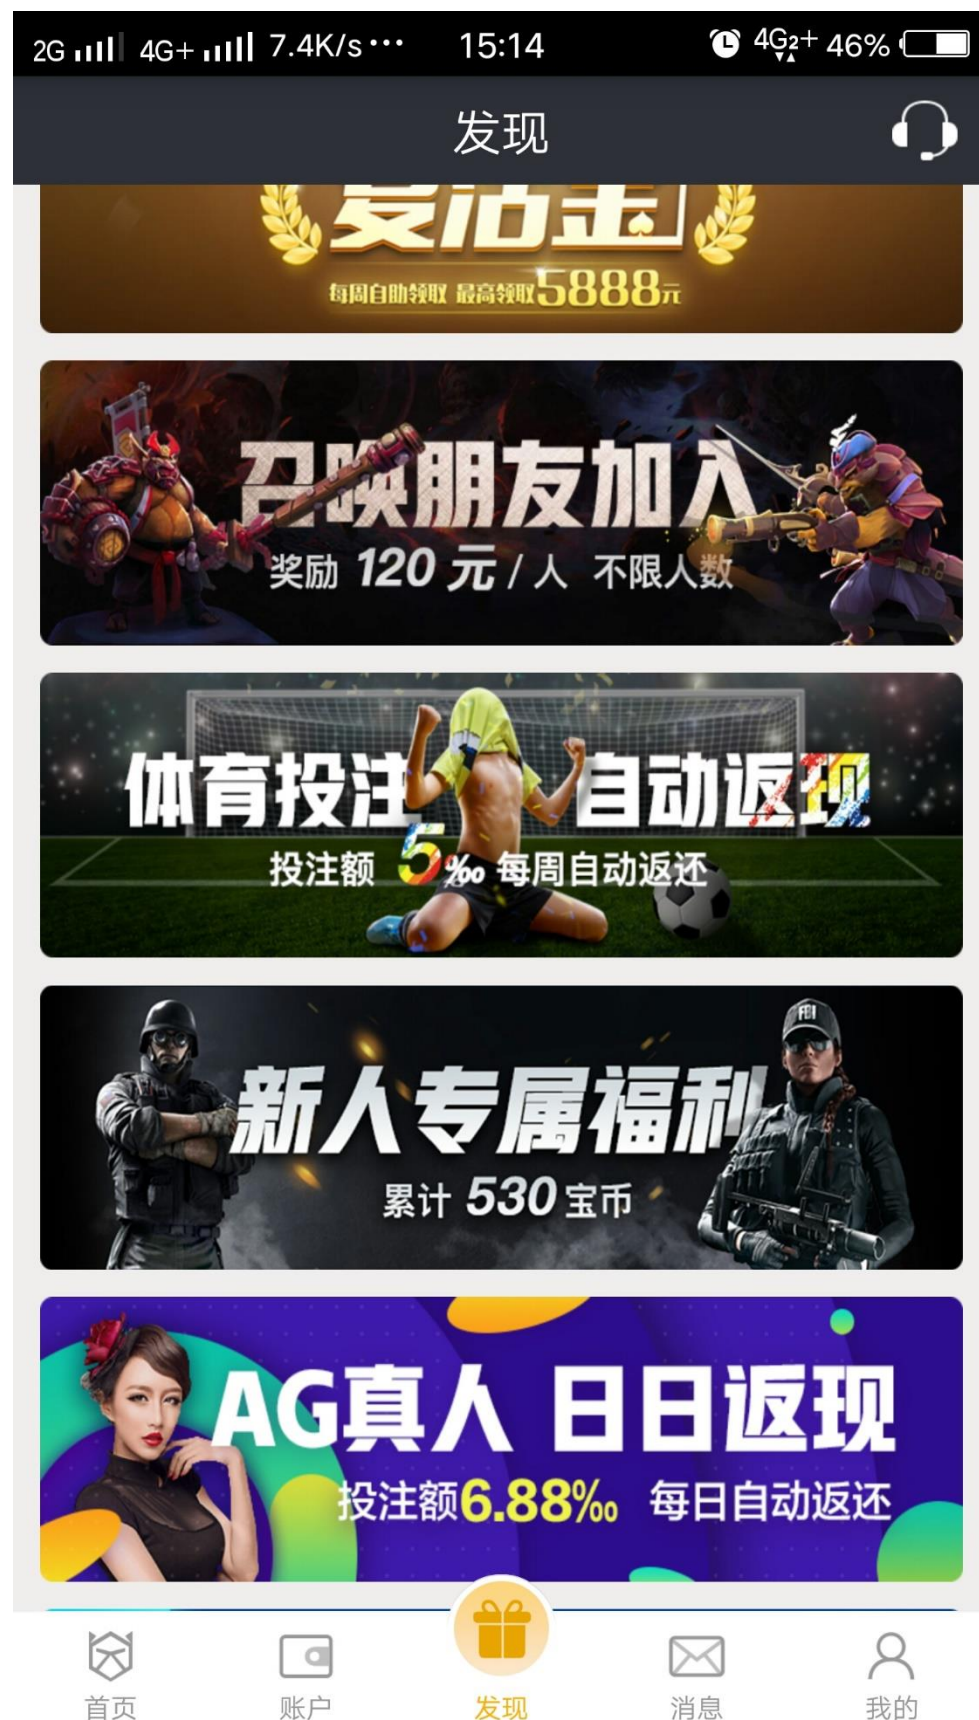 2G 4G+ 7.4K/s··· 15:14 4G2+ 46%
发现
复活金
每周自助领取 最高领取5888元
召唤朋友加入
奖励 120 元 / 人 不限人数
体育投注 自动返现
投注额 5‰ 每周自动返还
FBI
新人专属福利
累计 530 宝币
AG真人 日日返现
投注额6.88‰ 每日自动返还
首页 账户 发现 消息 我的